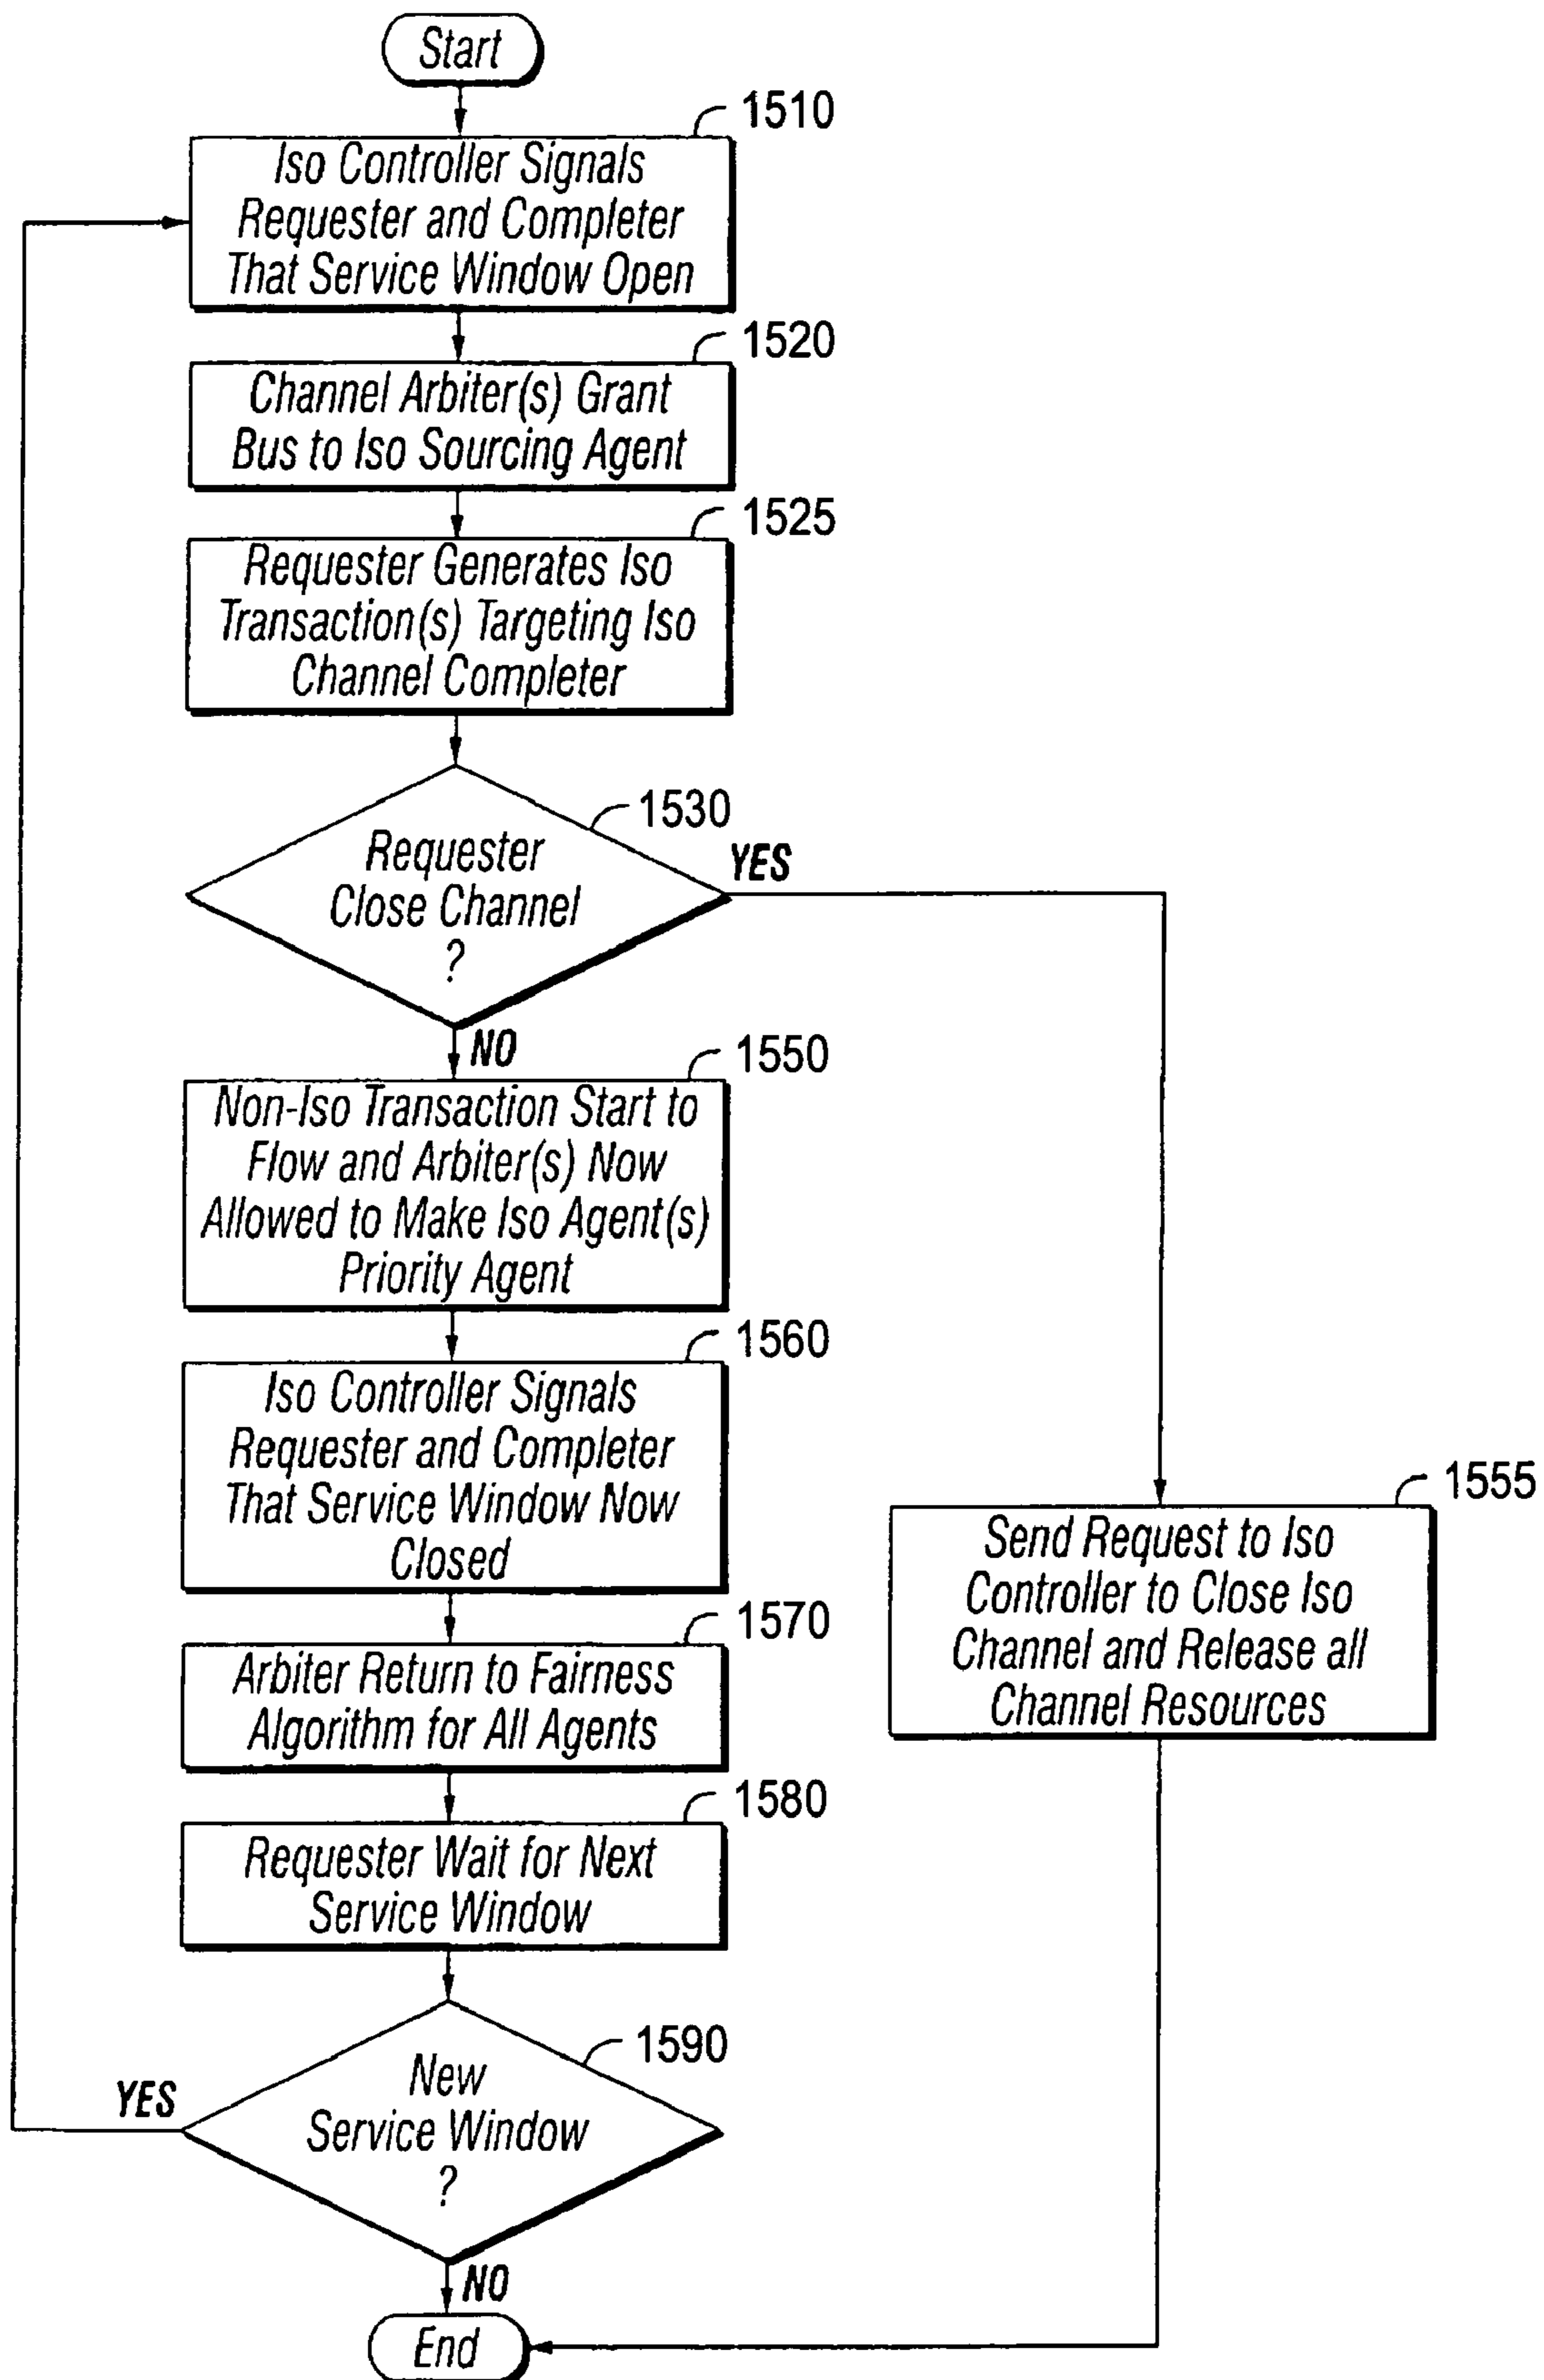 Start
1510
Iso Controller Signals
Requester and Completer
That Service Window Open
1520
Channel Arbiter(s) Grant
Bus to Iso Sourcing Agent
1525
Requester Generates Iso
Transaction(s) Targeting Iso
Channel Completer
1530
Requester
Close Channel
?
YES
NO
1550
Non-Iso Transaction Start to
Flow and Arbiter(s) Now
Allowed to Make Iso Agent(s)
Priority Agent
1560
Iso Controller Signals
Requester and Completer
That Service Window Now
Closed
1555
Send Request to Iso
Controller to Close Iso
Channel and Release all
Channel Resources
1570
Arbiter Return to Fairness
Algorithm for All Agents
1580
Requester Wait for Next
Service Window
1590
New
Service Window
?
YES
NO
End